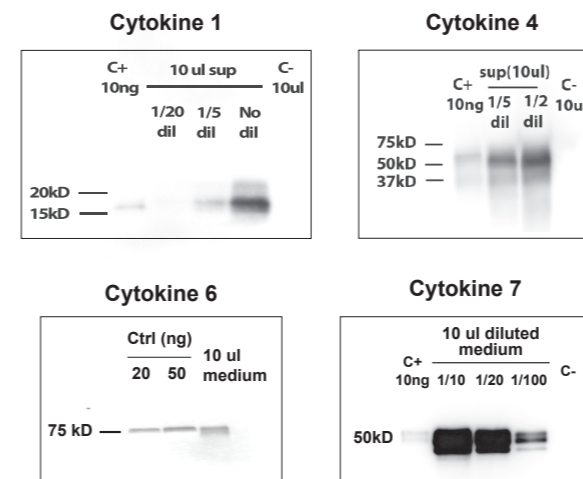 Cytokine 1
C+ 10 ul sup C-
10ng 10ul
1/20 1/5 No
dil dil dil
20kD
15kD
Cytokine 4
C+ sup(10ul) C-
10ng 1/5 1/2 10u
dil dil
75kD
50kD
37kD
Cytokine 6
Ctrl (ng)
10 ul
20 50 medium
75 kD
Cytokine 7
10 ul diluted
medium
C+ C-
10ng 1/10 1/20 1/100
50kD